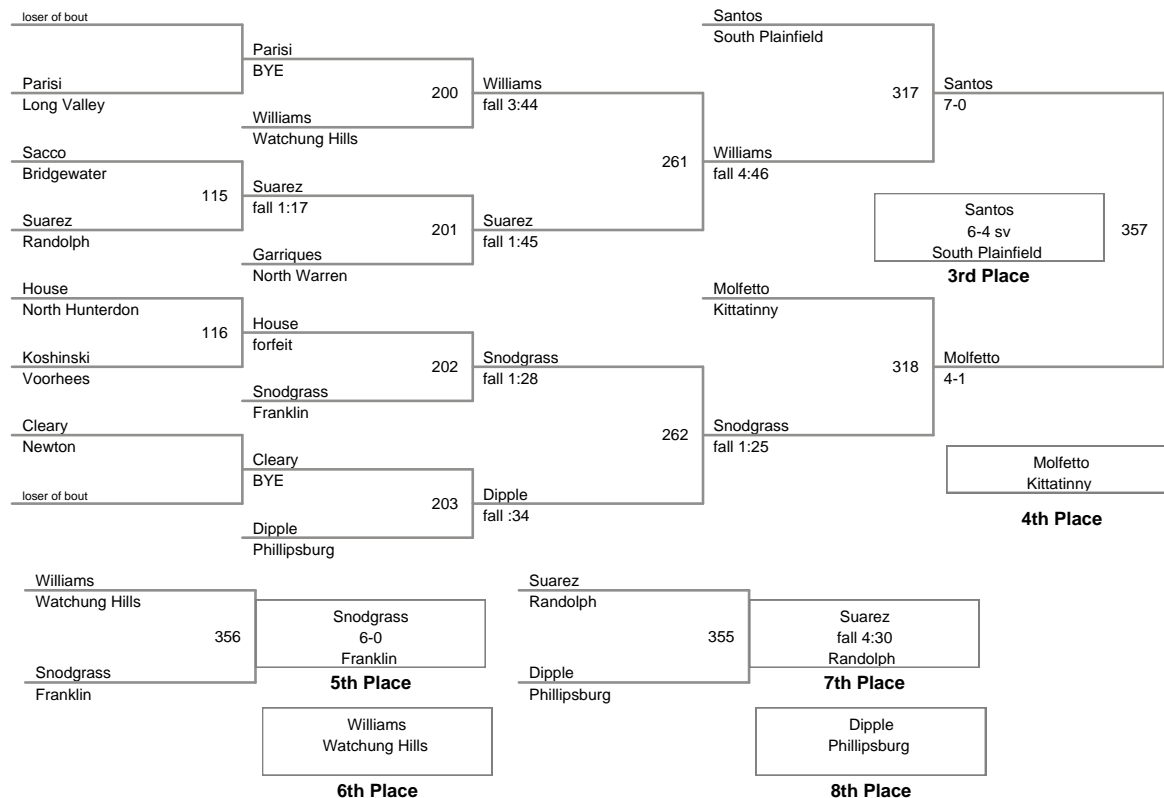 loser of bout
Parisi
Long Valley
Sacco
Bridgewater
115
Suarez
Randolph
House
North Hunterdon
116
Koshinski
Voorhees
Cleary
Newton
loser of bout
Parisi
BYE
200
Williams
Watchung Hills
Suarez
fall 1:17
201
Garriques
North Warren
House
forfeit
202
Snodgrass
Franklin
Cleary
BYE
203
Dipple
Phillipsburg
Williams
fall 3:44
261
Suarez
fall 1:45
Snodgrass
fall 1:28
262
Dipple
fall :34
Santos
South Plainfield
317
Williams
fall 4:46
Molfetto
Kittatinny
318
Snodgrass
fall 1:25
Santos
7-0
Santos
6-4 sv
South Plainfield
357
3rd Place
Molfetto
4-1
Molfetto
Kittatinny
4th Place
Williams
Watchung Hills
356
Snodgrass
Franklin
Snodgrass
6-0
Franklin
5th Place
Williams
Watchung Hills
6th Place
Suarez
Randolph
355
Dipple
Phillipsburg
Suarez
fall 4:30
Randolph
7th Place
Dipple
Phillipsburg
8th Place